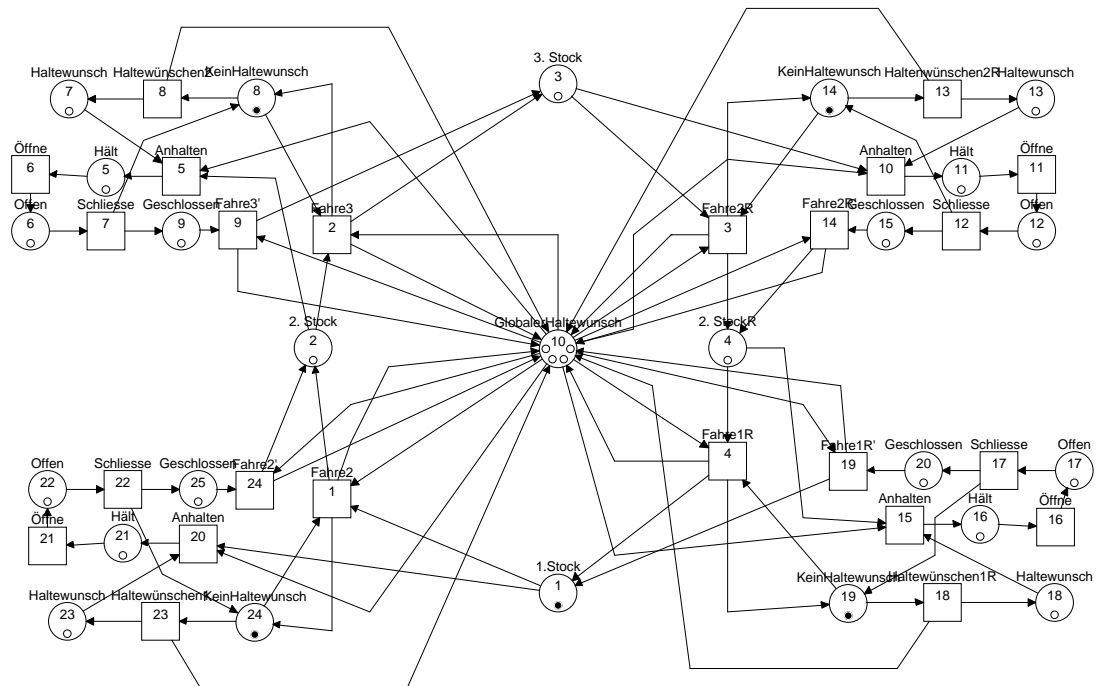 3. Stock
3
Haltewunsch
Haltewünschen2
KeinHaltewunsch
7
8
8
KeinHaltewunsch
HaltenwünschenR2
Haltewunsch
14
13
13
Öffne
Hält
Anhalten
6
5
5
Anhalten
Hält
Öffne
10
11
11
Offen
Schliesse
Geschlossen
Fahre3'
Fahre3
6
7
9
9
2
Fahre2R
Fahre2R'
Geschlossen
Schliesse
Offen
3
14
15
12
12
2. Stock
2
GlobalerHaltewunsch
10
2. StockR
4
Offen
Schliesse
Geschlossen
Fahre2'
Fahre2
22
22
25
24
1
Fahre1R
4
Fahre1R'
Geschlossen
Schliesse
Offen
19
20
17
17
Öffne
Hält
Anhalten
21
21
20
Anhalten
Hält
Öffne
15
16
16
1.Stock
1
Haltewunsch
Haltewünschen1
KeinHaltewunsch
23
23
24
KeinHaltewunsch
Haltewünschen1R
Haltewunsch
19
18
18